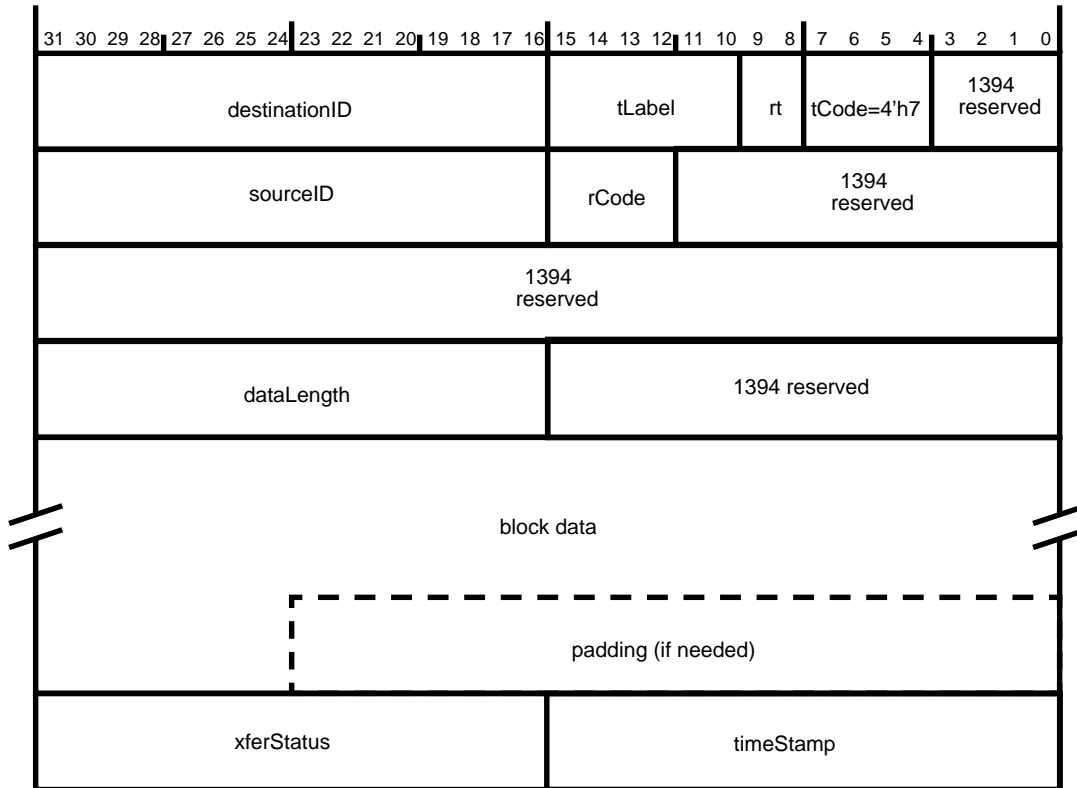 31 30 29 28 27 26 25 24 23 22 21 20 19 18 17 16 15 14 13 12 11 10 9 8 7 6 5 4 3 2 1 0
destinationID tLabel rt tCode=4'h7 1394
reserved
sourceID rCode 1394
reserved
1394
reserved
dataLength 1394 reserved
block data
padding (if needed)
xferStatus timeStamp